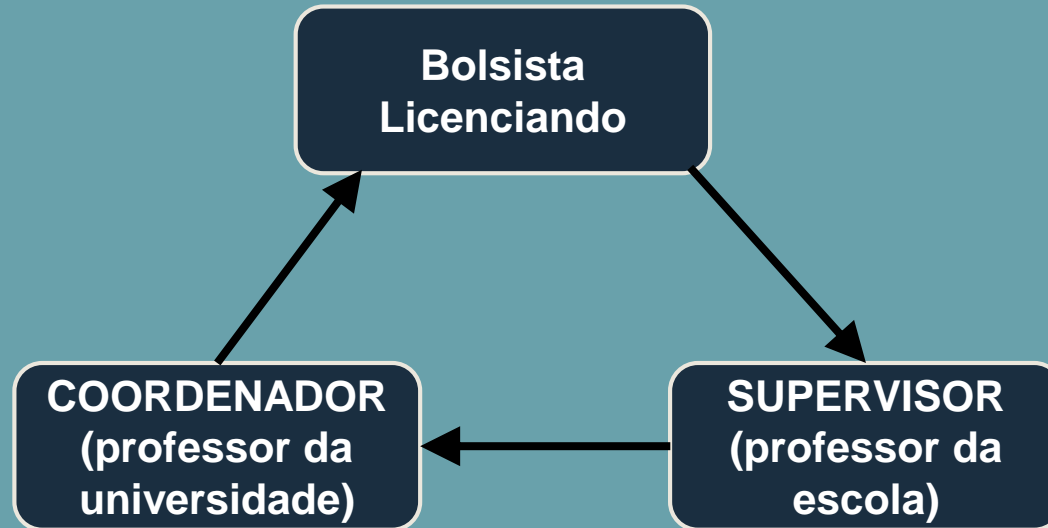 Bolsista
Licenciando
COORDENADOR
(professor da
universidade)
SUPERVISOR
(professor da
escola)